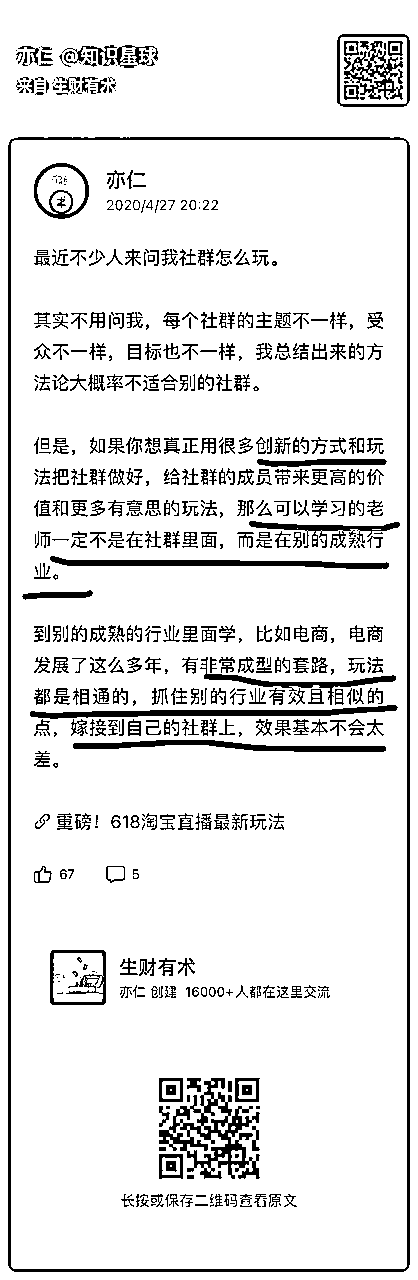 亦仁 @知识星球
来自 生财有术
亦仁
2020/4/27 20:22
最近不少人来问我社群怎么玩。
其实不用问我，每个社群的主题不一样，受
众不一样，目标也不一样，我总结出来的方
法论大概率不适合别的社群。
但是，如果你想真正用很多创新的方式和玩
法把社群做好，给社群的成员带来更高的价
值和更多有意思的玩法，那么可以学习的老
师一定不是在社群里面，而是在别的成熟行
业。
到别的成熟的行业里面学，比如电商，电商
发展了这么多年，有非常成型的套路，玩法
都是相通的，抓住别的行业有效且相似的
点，嫁接到自己的社群上，效果基本不会太
差。
重磅！618淘宝直播最新玩法
67 5
生财有术
亦仁 创建 16000+人都在这里交流
长按或保存二维码查看原文